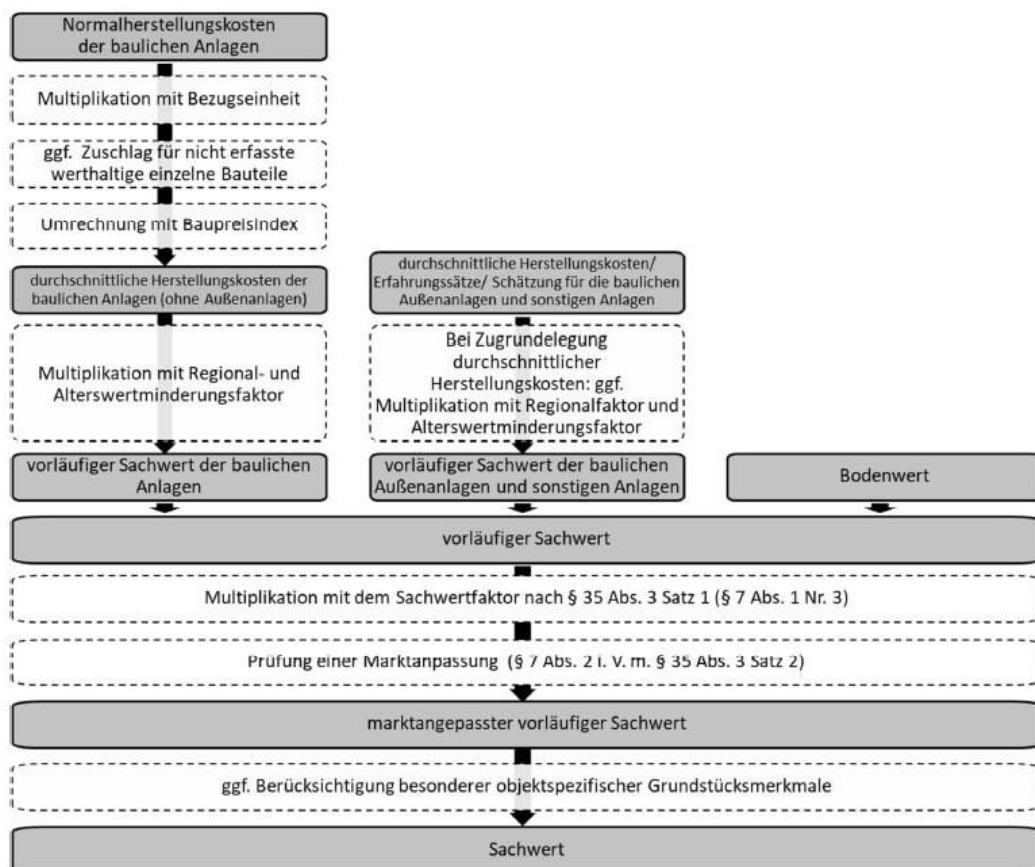 Normalherstellungskosten
der baulichen Anlagen
Multiplikation mit Bezugseinheit
ggf. Zuschlag für nicht erfasste
werthaltige einzelne Bauteile
Umrechnung mit Baupreisindex
durchschnittliche Herstellungskosten der
baulichen Anlagen (ohne Außenanlagen)
Multiplikation mit Regional- und
Alterswertminderungsfaktor
vorläufiger Sachwert der baulichen
Anlagen
durchschnittliche Herstellungskosten/
Erfahrungssätze/ Schätzung für die baulichen
Außenanlagen und sonstigen Anlagen
Bei Zugrundelegung
durchschnittlicher
Herstellungskosten: ggf.
Multiplikation mit Regionalfaktor und
Alterswertminderungsfaktor
vorläufiger Sachwert der baulichen
Außenanlagen und sonstigen Anlagen
Bodenwert
vorläufiger Sachwert
Multiplikation mit dem Sachwertfaktor nach § 35 Abs. 3 Satz 1 (§ 7 Abs. 1 Nr. 3)
Prüfung einer Marktanpassung (§ 7 Abs. 2 i. V. m. § 35 Abs. 3 Satz 2)
marktangepasster vorläufiger Sachwert
ggf. Berücksichtigung besonderer objektspezifischer Grundstücksmerkmale
Sachwert